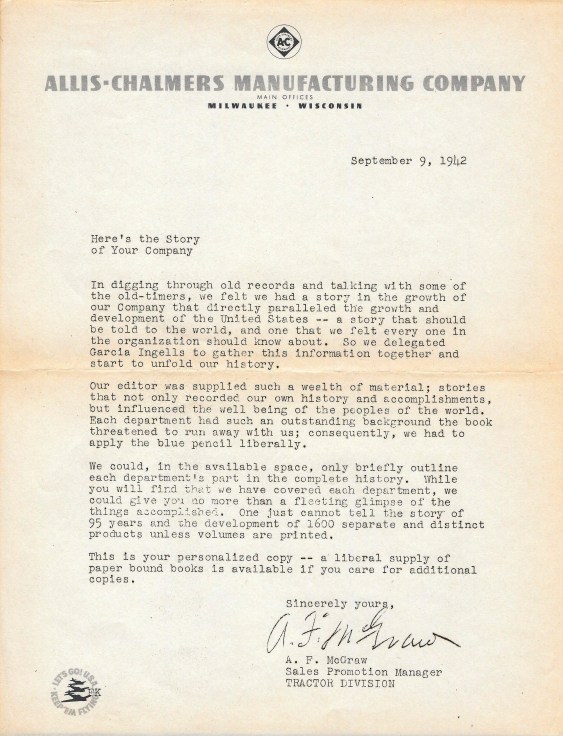 AC
ALLIS-CHALMERS MANUFACTURING COMPANY
MAIN OFFICES
MILWAUKEE · WISCONSIN
September 9, 1942
Here's the Story
of Your Company
In digging through old records and talking with some of
the old-timers, we felt we had a story in the growth of
our Company that directly paralleled the growth and
development of the United States -- a story that should
be told to the world, and one that we felt every one in
the organization should know about. So we delegated
Garcia Ingells to gather this information together and
start to unfold our history.
Our editor was supplied such a wealth of material; stories
that not only recorded our own history and accomplishments,
but influenced the well being of the peoples of the world.
Each department had such an outstanding background the book
threatened to run away with us; consequently, we had to
apply the blue pencil liberally.
We could, in the available space, only briefly outline
each department's part in the complete history. While
you will find that we have covered each department, we
could give you no more than a fleeting glimpse of the
things accomplished. One just cannot tell the story of
95 years and the development of 1600 separate and distinct
products unless volumes are printed.
This is your personalized copy -- a liberal supply of
paper bound books is available if you care for additional
copies.
Sincerely yours,
A. F. McGraw
A. F. McGraw
Sales Promotion Manager
TRACTOR DIVISION
LET'S GO! U.S.A.
KEEP 'EM FLYING